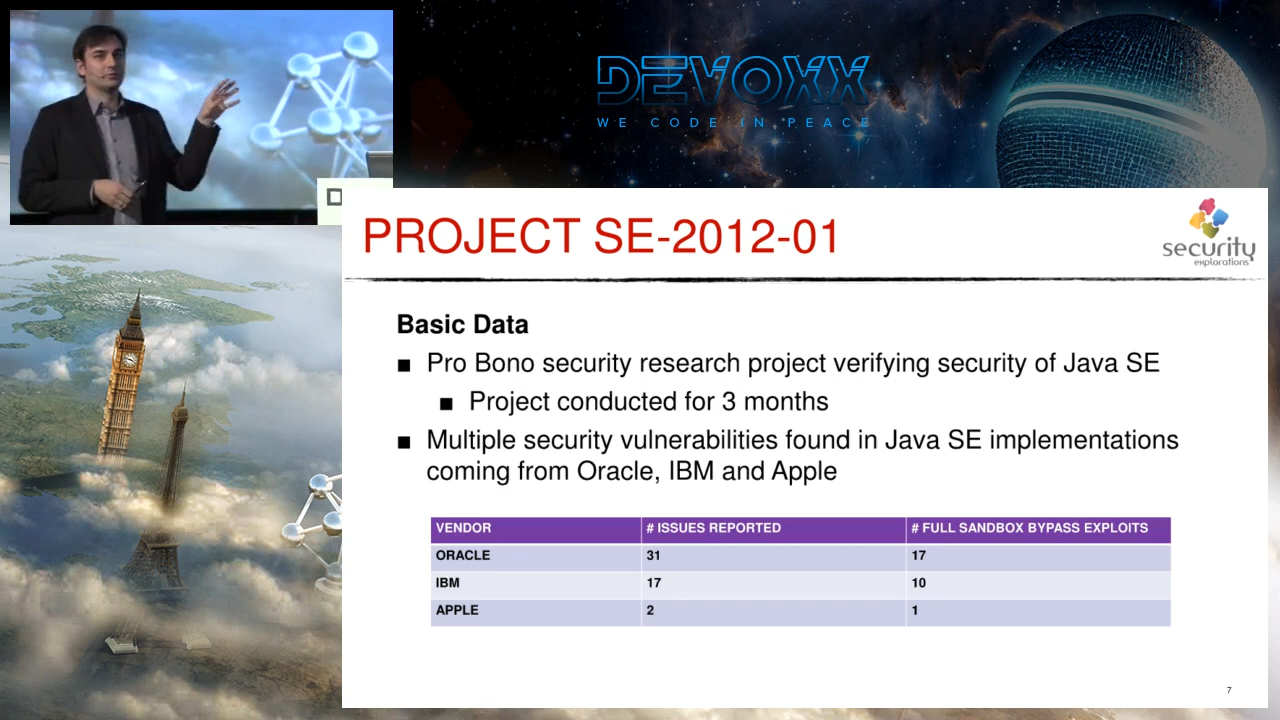 DEVOXX
WE CODE IN PEACE
D
PROJECT SE-2012-01
security
explorations
Basic Data
■ Pro Bono security research project verifying security of Java SE
■ Project conducted for 3 months
■ Multiple security vulnerabilities found in Java SE implementations
coming from Oracle, IBM and Apple
VENDOR # ISSUES REPORTED # FULL SANDBOX BYPASS EXPLOITS
ORACLE 31 17
IBM 17 10
APPLE 2 1
7